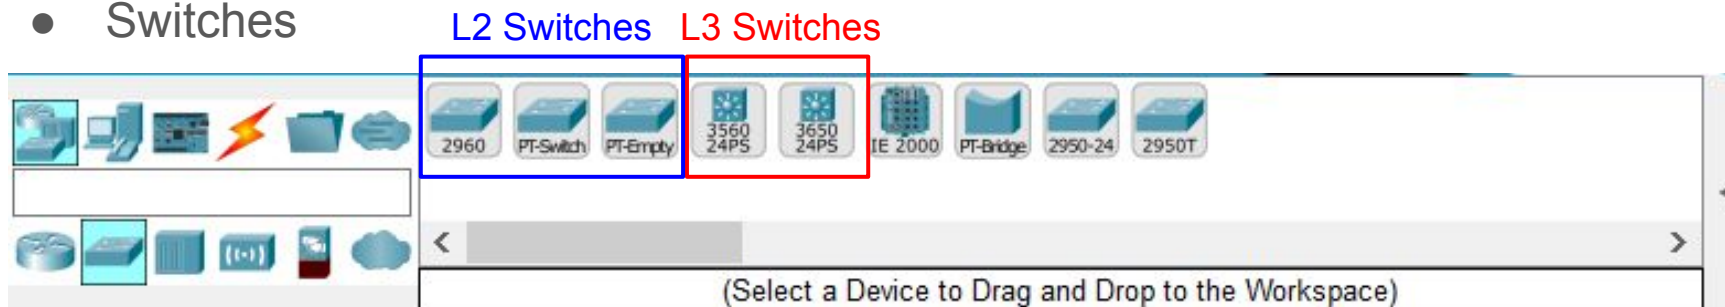 ● Switches
L2 Switches L3 Switches
2960 PT-Switch PT-Empty 3560 24PS 3650 24PS IE 2000 PT-Bridge 2950-24 2950T
(Select a Device to Drag and Drop to the Workspace)